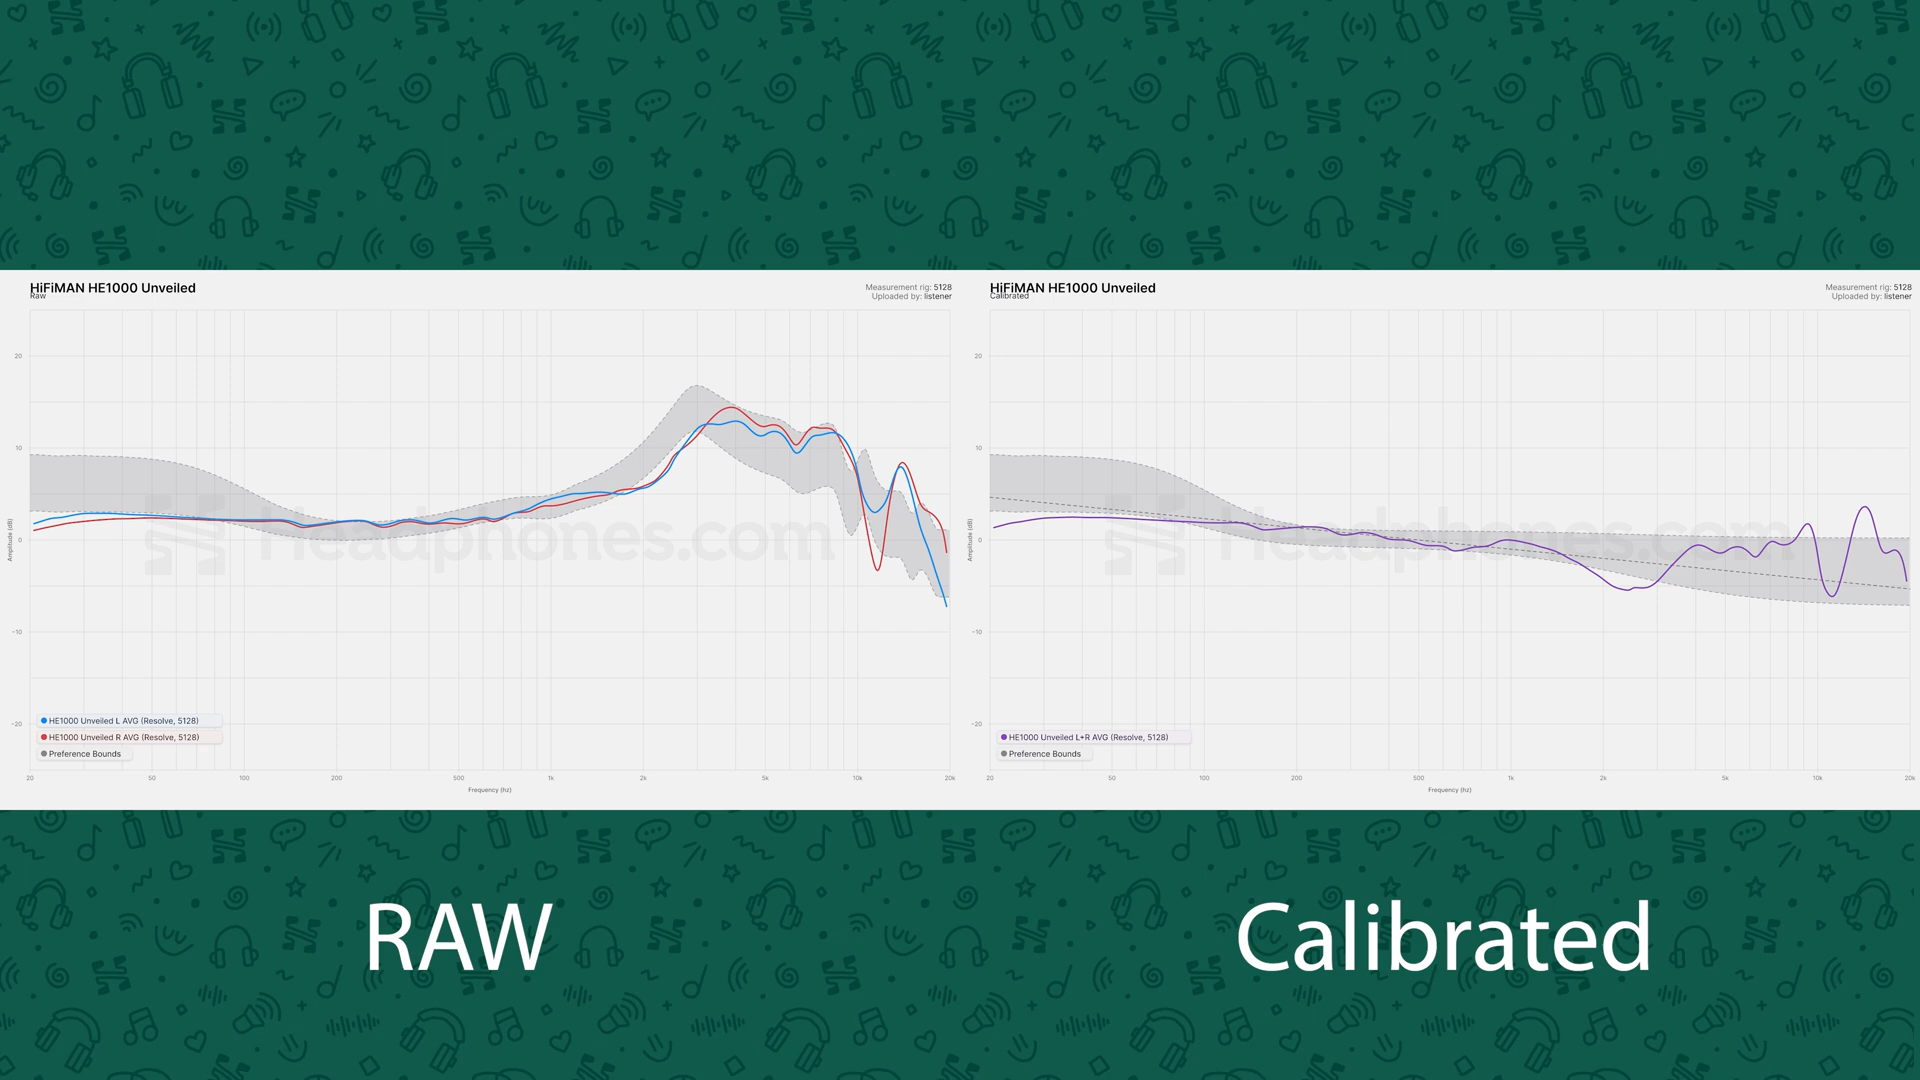 HiFiMAN HE1000 Unveiled
Raw
Measurement rig: 5128
Uploaded by: listener
20
10
0
-10
-20
Amplitude (dB)
Headphones.com
HE1000 Unveiled L AVG (Resolve, 5128)
HE1000 Unveiled R AVG (Resolve, 5128)
Preference Bounds
20 50 100 200 500 1k 2k 5k 10k 20k
Frequency (hz)
HiFiMAN HE1000 Unveiled
Calibrated
Measurement rig: 5128
Uploaded by: listener
20
10
0
-10
-20
Amplitude (dB)
Headphones.com
HE1000 Unveiled L+R AVG (Resolve, 5128)
Preference Bounds
20 50 100 200 500 1k 2k 5k 10k 20k
Frequency (hz)
RAW
Calibrated